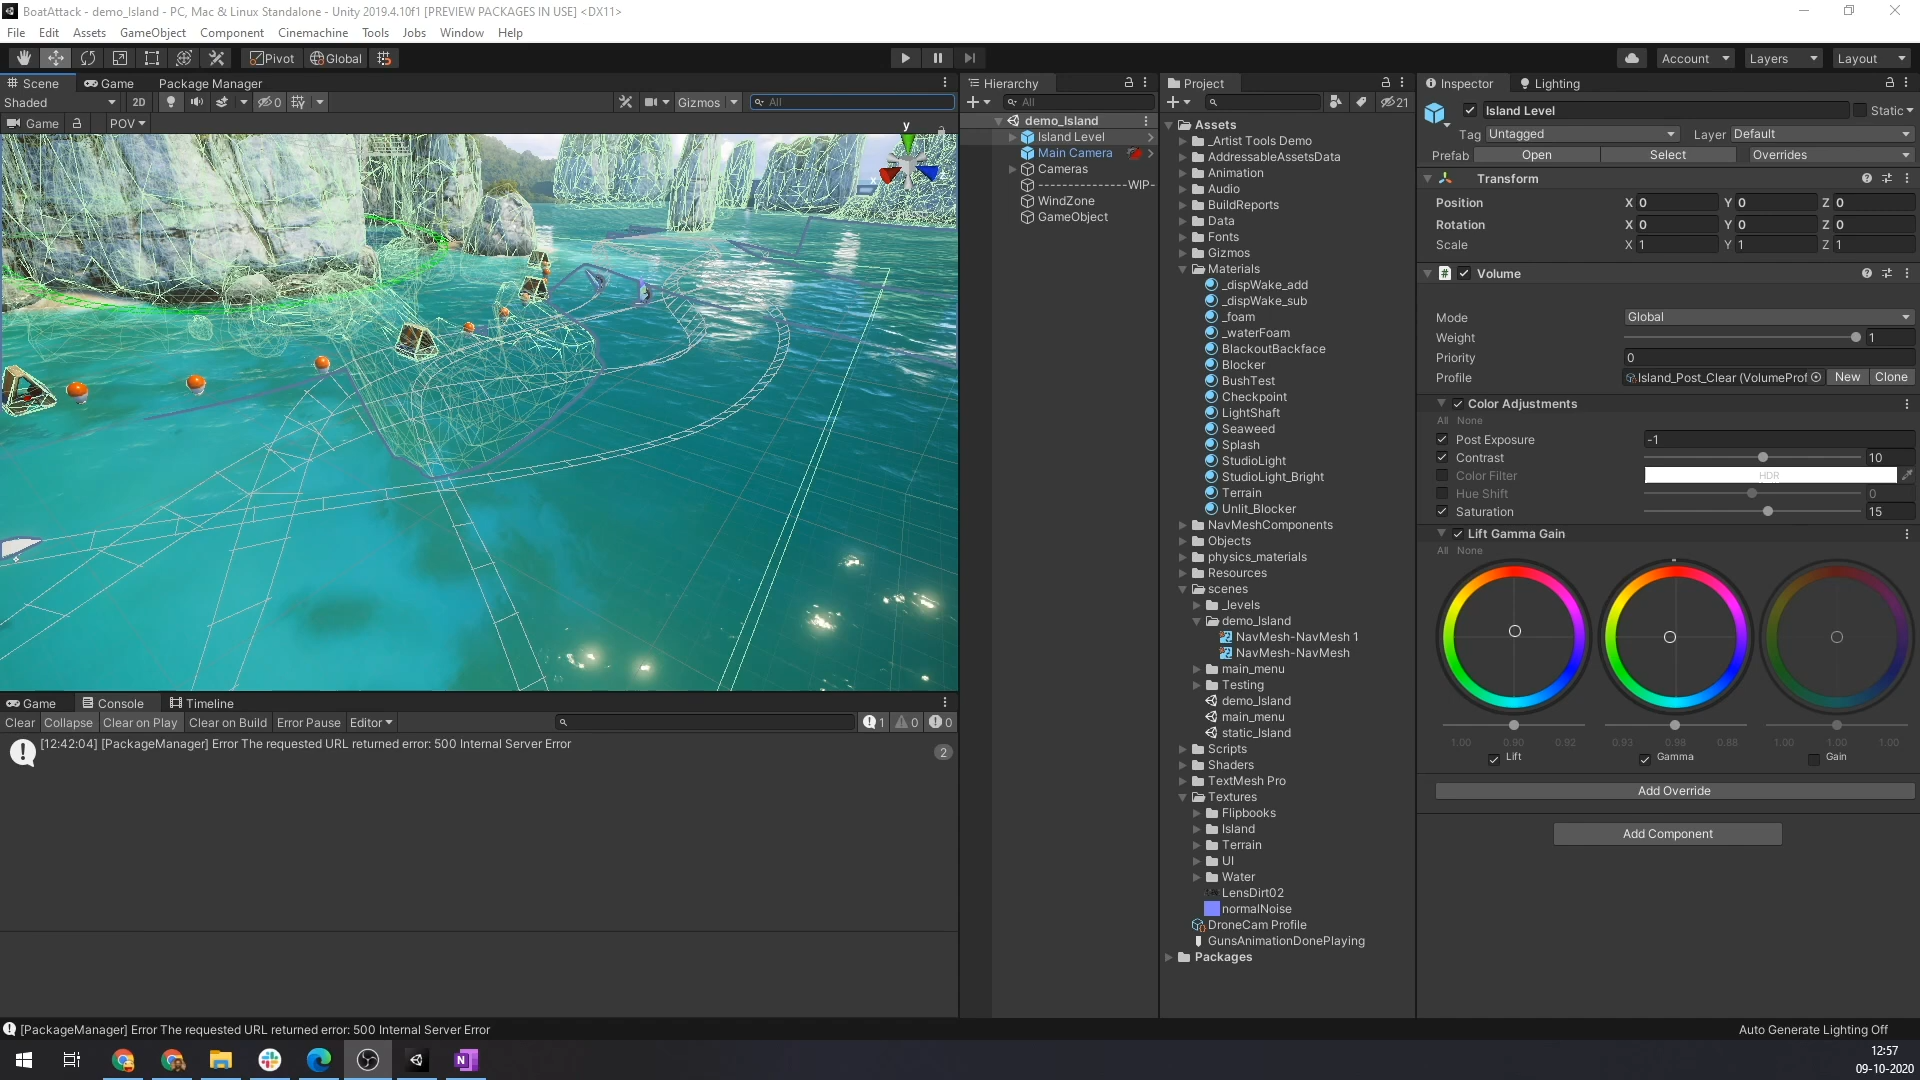 BoatAttack - demo_Island - PC, Mac & Linux Standalone - Unity 2019.4.10f1 [PREVIEW PACKAGES IN USE] <DX11>
File Edit Assets GameObject Component Cinemachine Tools Jobs Window Help
Pivot Global Account Layers Layout
Scene Game Package Manager
Shaded 2D 0 Gizmos All
Game POV
y
x
Hierarchy
All
demo_Island
Island Level
Main Camera
Cameras
---------------WIP-
WindZone
GameObject
Project
21
Assets
_Artist Tools Demo
AddressableAssetsData
Animation
Audio
BuildReports
Data
Fonts
Gizmos
Materials
_dispWake_add
_dispWake_sub
_foam
_waterFoam
BlackoutBackface
Blocker
BushTest
Checkpoint
LightShaft
Seaweed
Splash
StudioLight
StudioLight_Bright
Terrain
Unlit_Blocker
NavMeshComponents
Objects
physics_materials
Resources
scenes
_levels
demo_Island
NavMesh-NavMesh 1
NavMesh-NavMesh
main_menu
Testing
demo_Island
main_menu
static_Island
Scripts
Shaders
TextMesh Pro
Textures
Flipbooks
Island
Terrain
UI
Water
LensDirt02
normalNoise
DroneCam Profile
GunsAnimationDonePlaying
Packages
Inspector Lighting
Island Level Static
Tag Untagged Layer Default
Prefab Open Select Overrides
Transform
Position X 0 Y 0 Z 0
Rotation X 0 Y 0 Z 0
Scale X 1 Y 1 Z 1
# Volume
Mode Global
Weight 1
Priority 0
Profile Island_Post_Clear (VolumeProf New Clone
Color Adjustments
All None
Post Exposure -1
Contrast 10
Color Filter HDR
Hue Shift 0
Saturation 15
Lift Gamma Gain
All None
1.00 0.90 0.92 0.93 0.98 0.88 1.00 1.00 1.00
Lift Gamma Gain
Add Override
Add Component
Game Console Timeline
Clear Collapse Clear on Play Clear on Build Error Pause Editor 1 0 0
[12:42:04] [PackageManager] Error The requested URL returned error: 500 Internal Server Error
2
[PackageManager] Error The requested URL returned error: 500 Internal Server Error
Auto Generate Lighting Off
N
12:57
09-10-2020